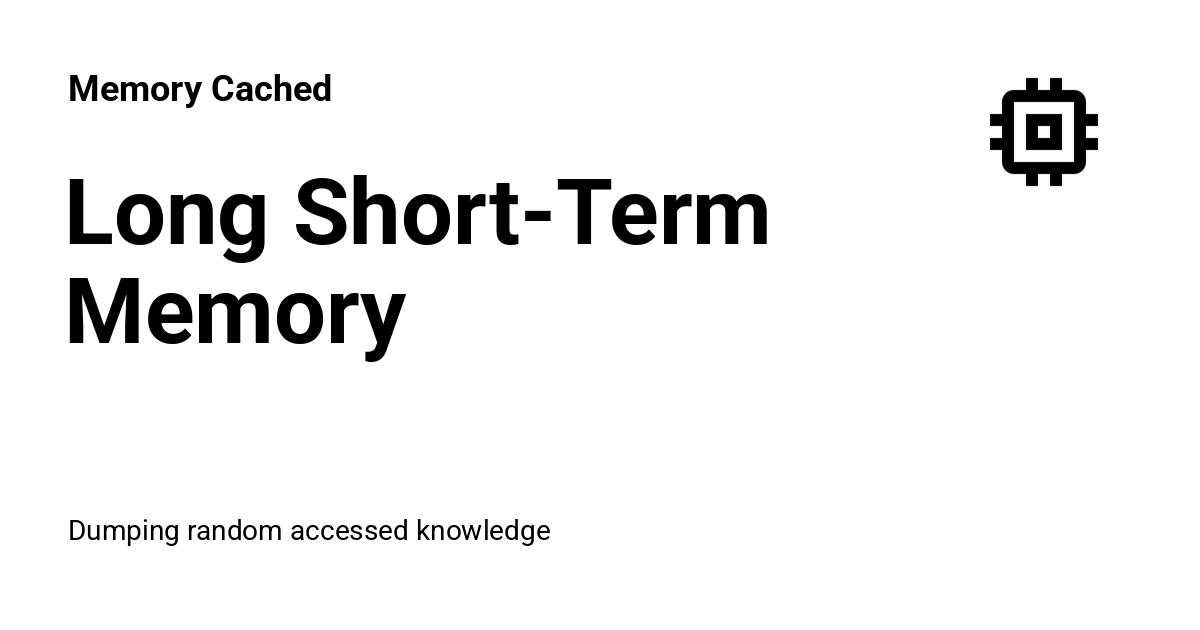 Memory Cached
Long Short-Term
Memory
Dumping random accessed knowledge